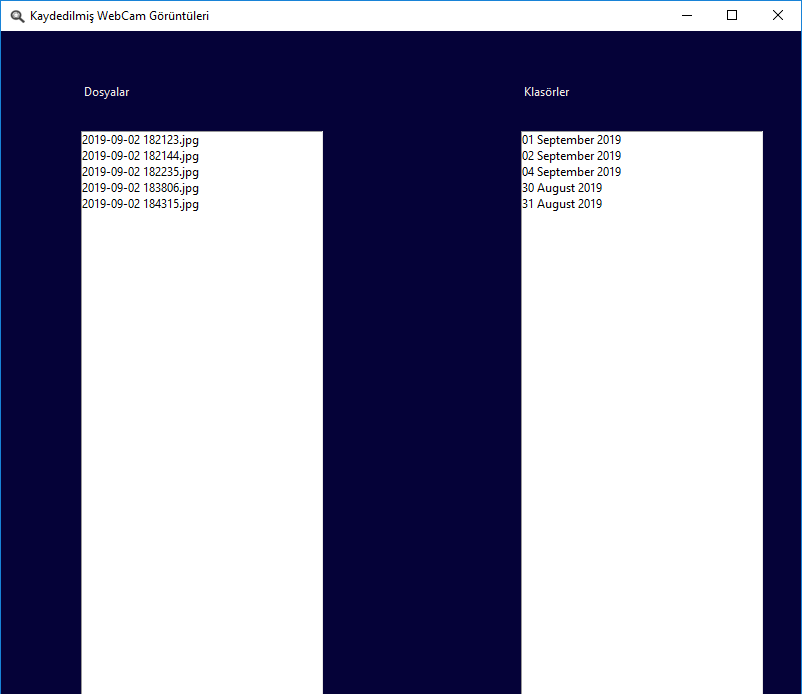 Kaydedilmiş WebCam Görüntüleri
Dosyalar
2019-09-02 182123.jpg
2019-09-02 182144.jpg
2019-09-02 182235.jpg
2019-09-02 183806.jpg
2019-09-02 184315.jpg
Klasörler
01 September 2019
02 September 2019
04 September 2019
30 August 2019
31 August 2019